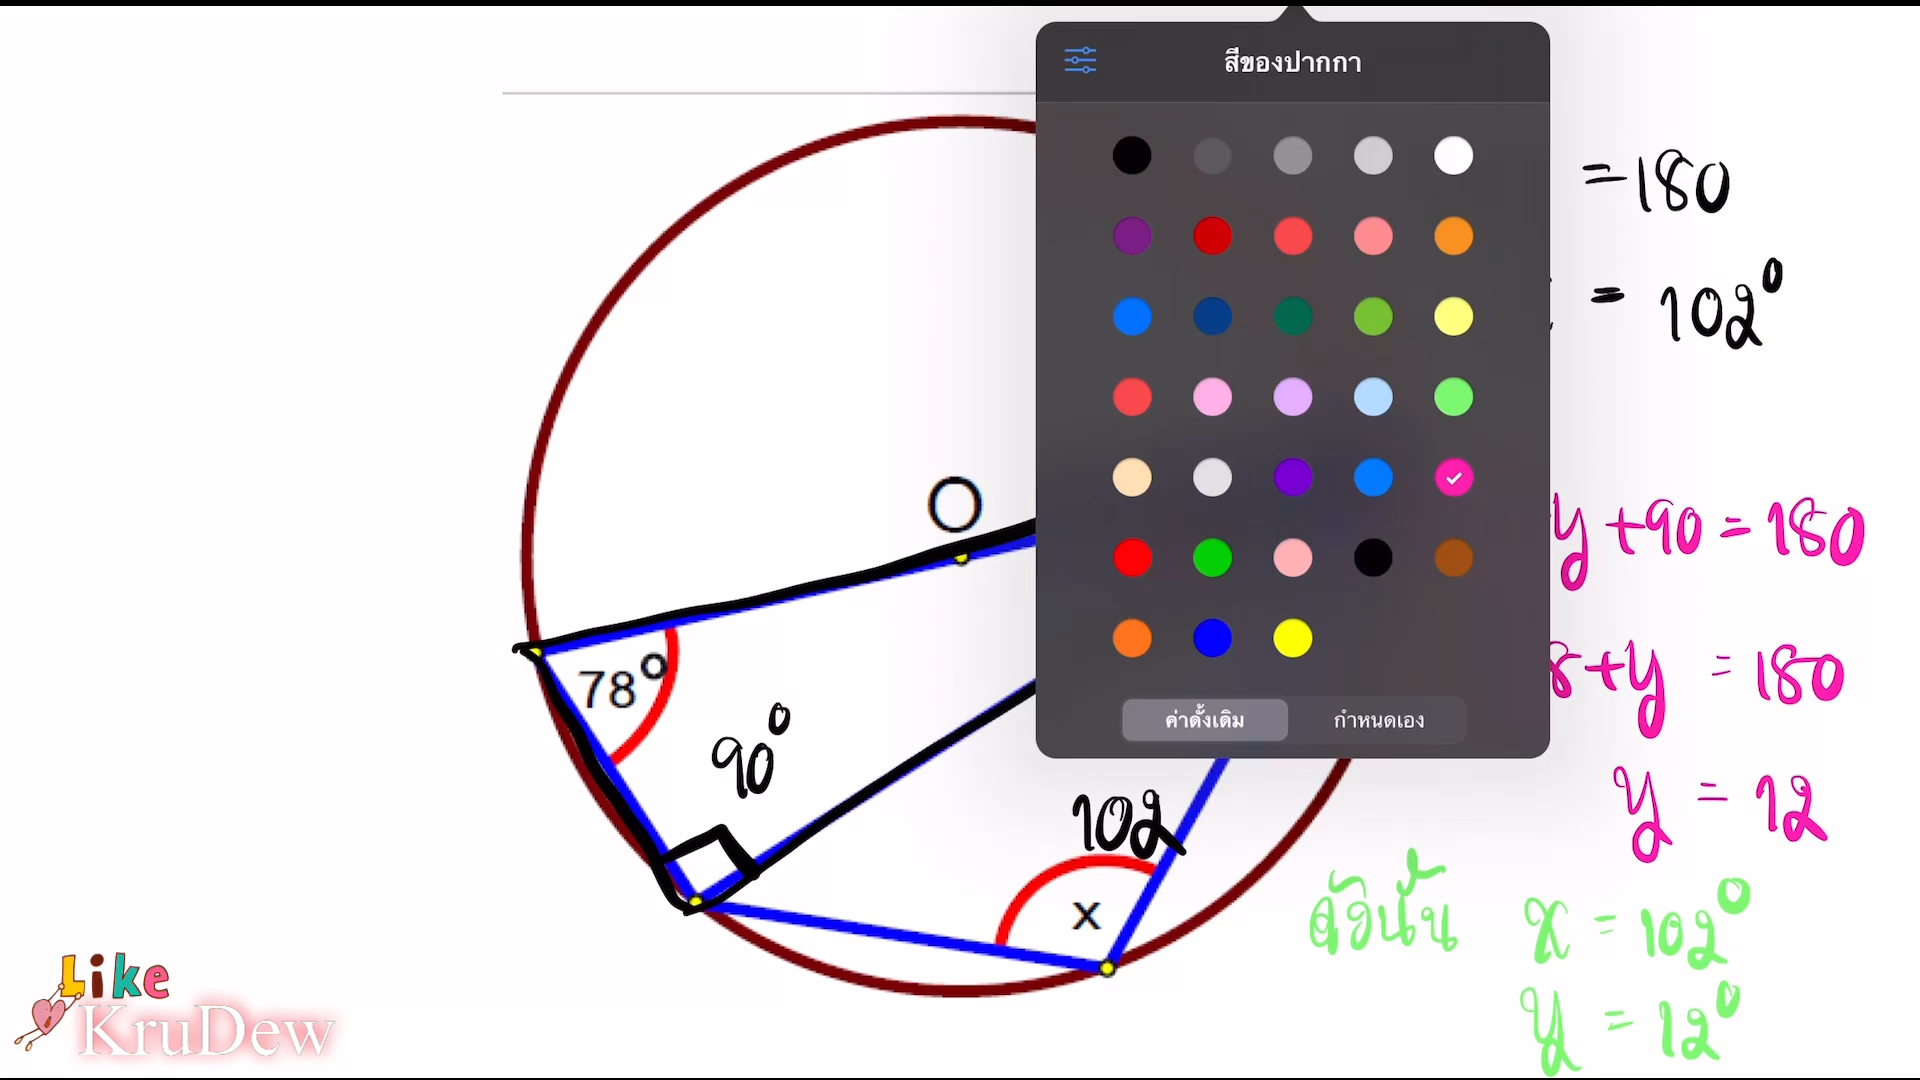 สีของปากกา
=180
= 102°
O
y +90 = 180
78°
8+y = 180
90°
ค่าดั้งเดิม กำหนดเอง
102
y = 12
x
ดังนั้น x = 102°
y = 12°
Like
KruDew